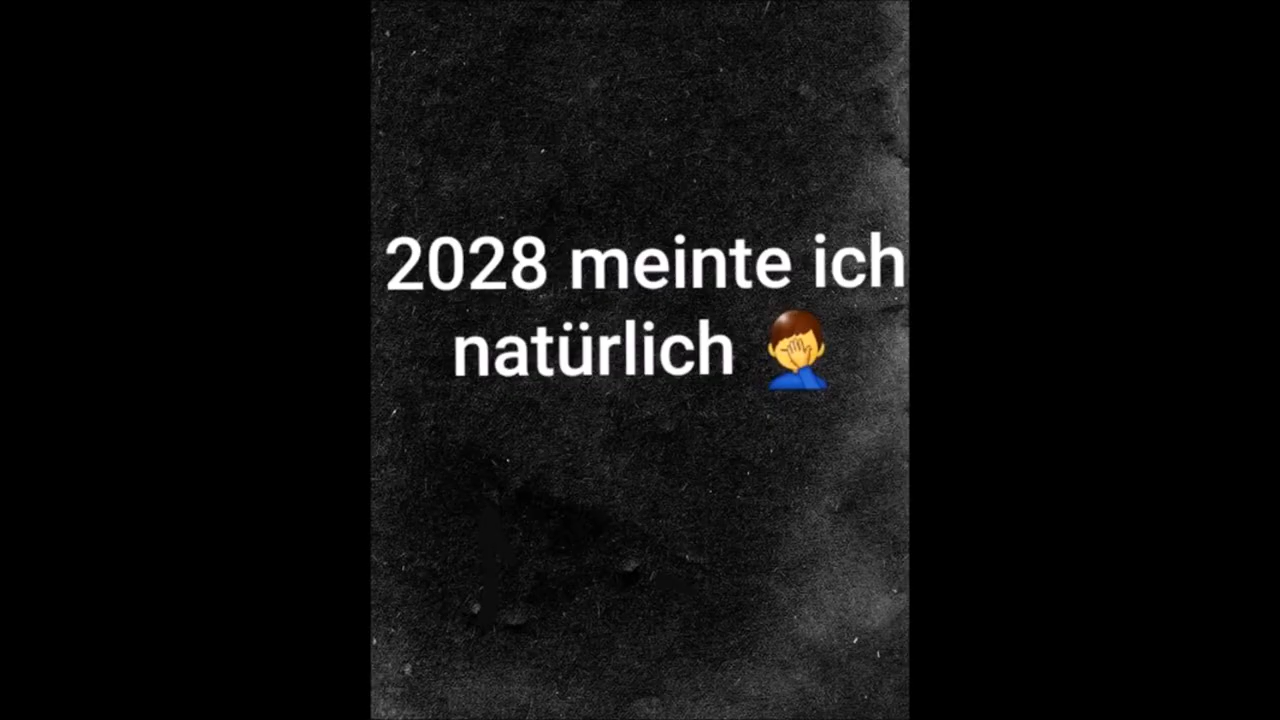 2028 meinte ich
natürlich 🤦‍♂️